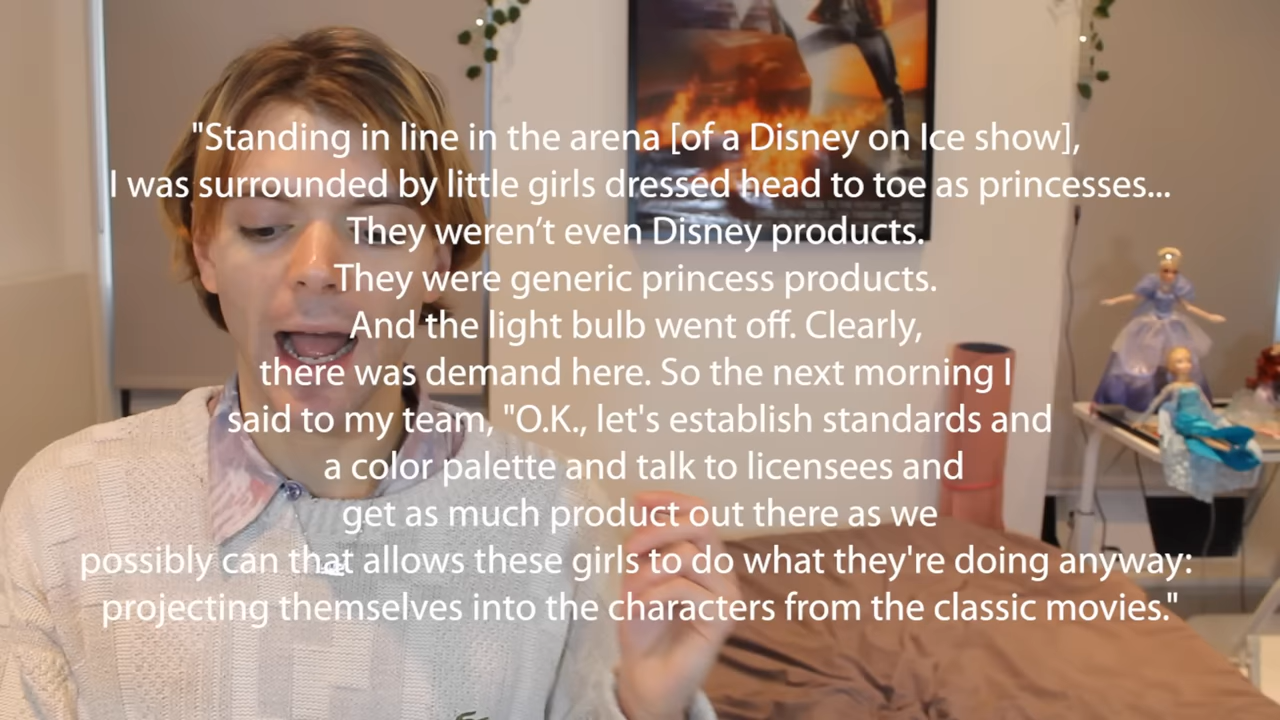 "Standing in line in the arena [of a Disney on Ice show],
I was surrounded by little girls dressed head to toe as princesses...
They weren’t even Disney products.
They were generic princess products.
And the light bulb went off. Clearly,
there was demand here. So the next morning I
said to my team, "O.K., let's establish standards and
a color palette and talk to licensees and
get as much product out there as we
possibly can that allows these girls to do what they're doing anyway:
projecting themselves into the characters from the classic movies."